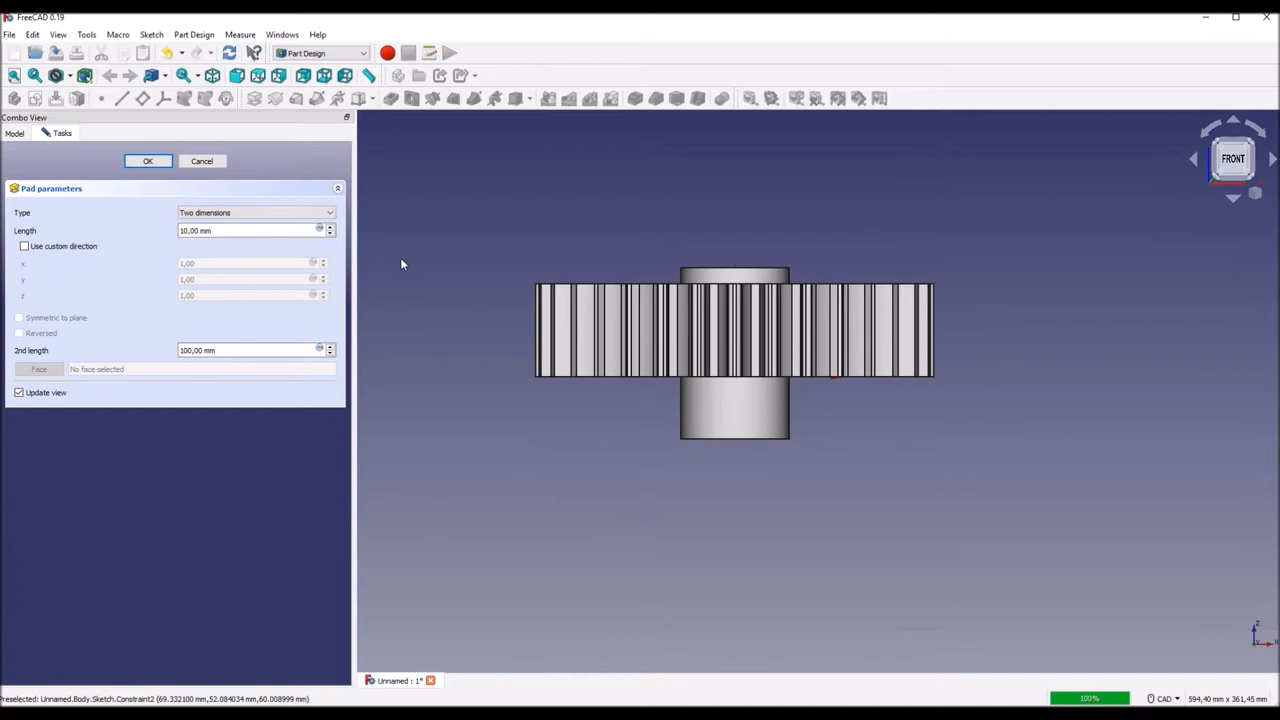 FreeCAD 0.19
File Edit View Tools Macro Sketch Part Design Measure Windows Help
Part Design
Combo View
Model Tasks
OK Cancel
Pad parameters
Type Two dimensions
Length 10,00 mm
Use custom direction
x 1,00
y 1,00
z 1,00
Symmetric to plane
Reversed
2nd length 100,00 mm
Face No face selected
Update view
FRONT
Z
X
Unnamed : 1*
Preselected: Unnamed.Body.Sketch.Constraint2 (69.332100 mm,52.084034 mm,60.008999 mm) 100% CAD 594,40 mm x 361,45 mm